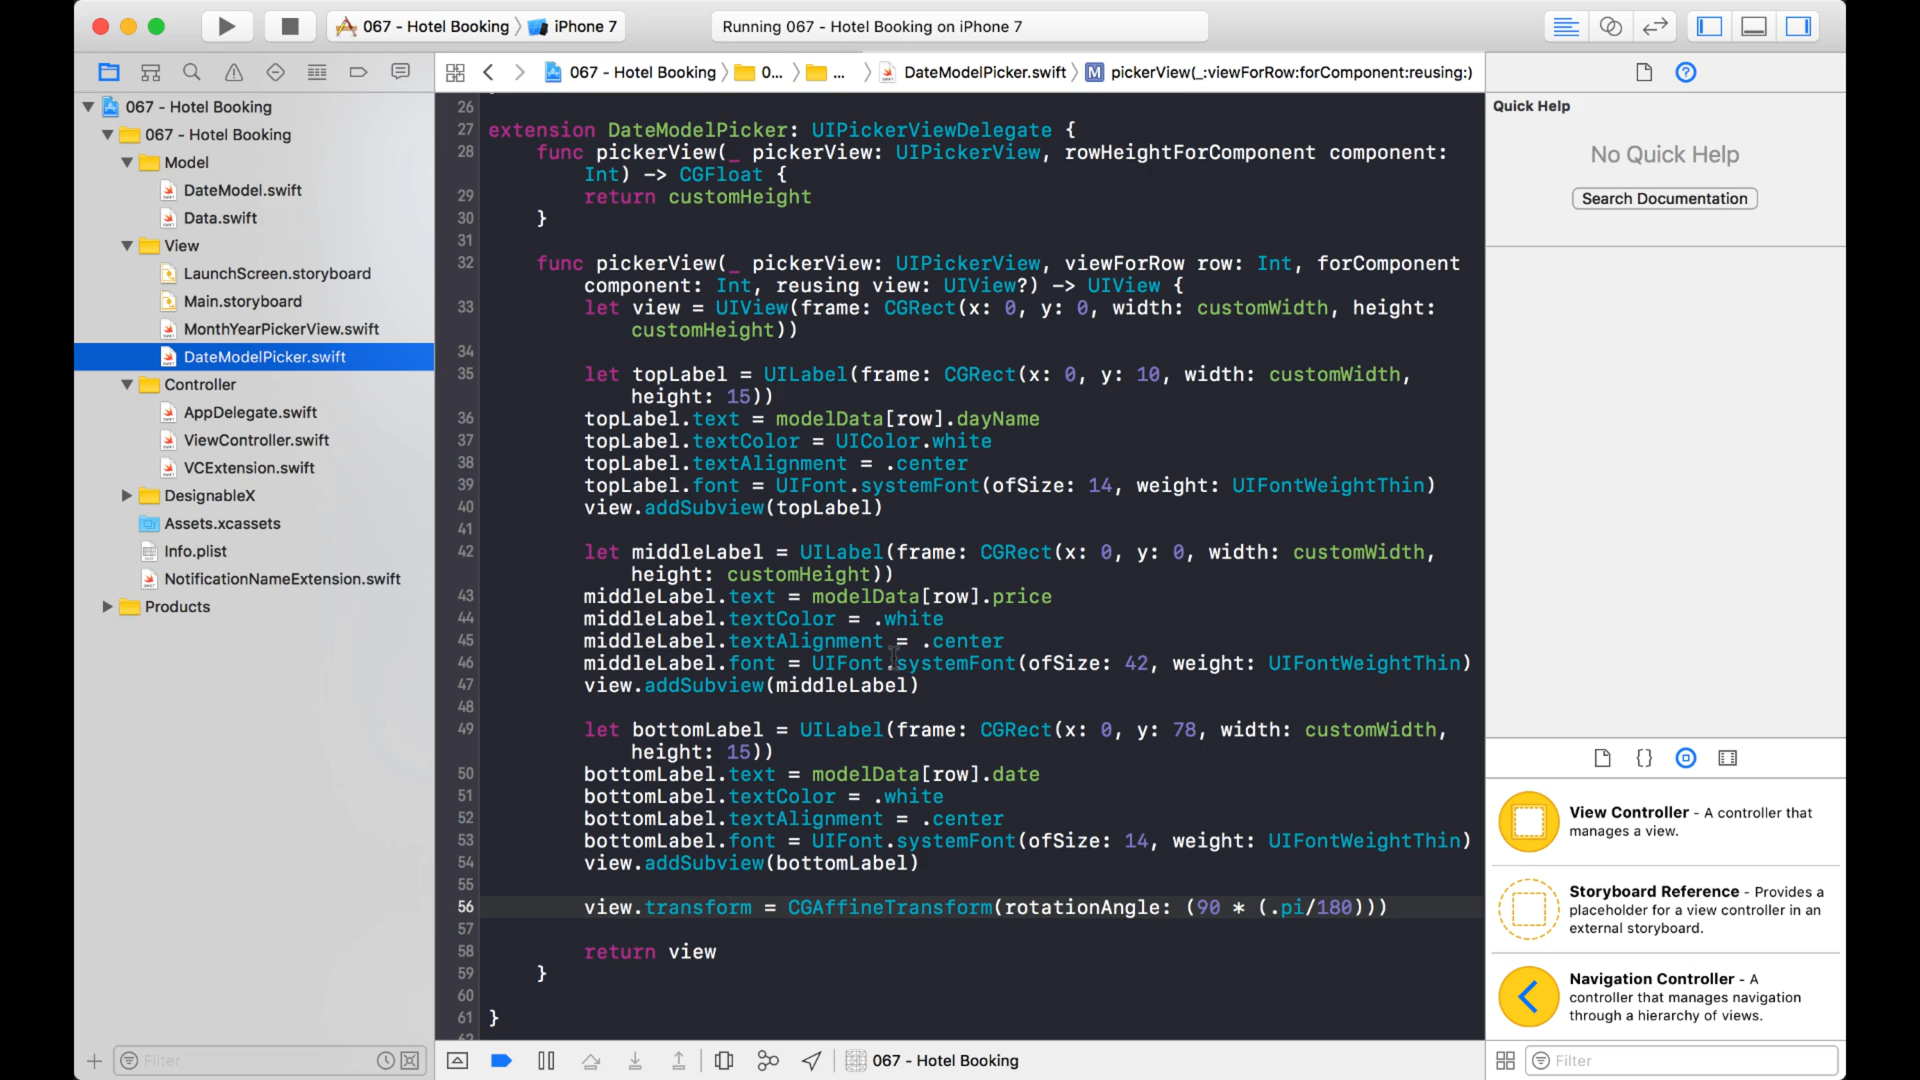 067 - Hotel Booking
iPhone 7
Running 067 - Hotel Booking on iPhone 7
067 - Hotel Booking
0...
...
DateModelPicker.swift
M
pickerView(_:viewForRow:forComponent:reusing:)
067 - Hotel Booking
067 - Hotel Booking
Model
DateModel.swift
Data.swift
View
LaunchScreen.storyboard
Main.storyboard
MonthYearPickerView.swift
DateModelPicker.swift
Controller
AppDelegate.swift
ViewController.swift
VCExtension.swift
DesignableX
Assets.xcassets
Info.plist
NotificationNameExtension.swift
Products
Filter
26
27 extension DateModelPicker: UIPickerViewDelegate {
28 func pickerView(_ pickerView: UIPickerView, rowHeightForComponent component:
Int) -> CGFloat {
29 return customHeight
30 }
31
32 func pickerView(_ pickerView: UIPickerView, viewForRow row: Int, forComponent
component: Int, reusing view: UIView?) -> UIView {
33 let view = UIView(frame: CGRect(x: 0, y: 0, width: customWidth, height:
customHeight))
34
35 let topLabel = UILabel(frame: CGRect(x: 0, y: 10, width: customWidth,
height: 15))
36 topLabel.text = modelData[row].dayName
37 topLabel.textColor = UIColor.white
38 topLabel.textAlignment = .center
39 topLabel.font = UIFont.systemFont(ofSize: 14, weight: UIFontWeightThin)
40 view.addSubview(topLabel)
41
42 let middleLabel = UILabel(frame: CGRect(x: 0, y: 0, width: customWidth,
height: customHeight))
43 middleLabel.text = modelData[row].price
44 middleLabel.textColor = .white
45 middleLabel.textAlignment = .center
46 middleLabel.font = UIFont.systemFont(ofSize: 42, weight: UIFontWeightThin)
47 view.addSubview(middleLabel)
48
49 let bottomLabel = UILabel(frame: CGRect(x: 0, y: 78, width: customWidth,
height: 15))
50 bottomLabel.text = modelData[row].date
51 bottomLabel.textColor = .white
52 bottomLabel.textAlignment = .center
53 bottomLabel.font = UIFont.systemFont(ofSize: 14, weight: UIFontWeightThin)
54 view.addSubview(bottomLabel)
55
56 view.transform = CGAffineTransform(rotationAngle: (90 * (.pi/180)))
57
58 return view
59 }
60
61 }
067 - Hotel Booking
Quick Help
No Quick Help
Search Documentation
View Controller - A controller that
manages a view.
Storyboard Reference - Provides a
placeholder for a view controller in an
external storyboard.
Navigation Controller - A
controller that manages navigation
through a hierarchy of views.
Filter